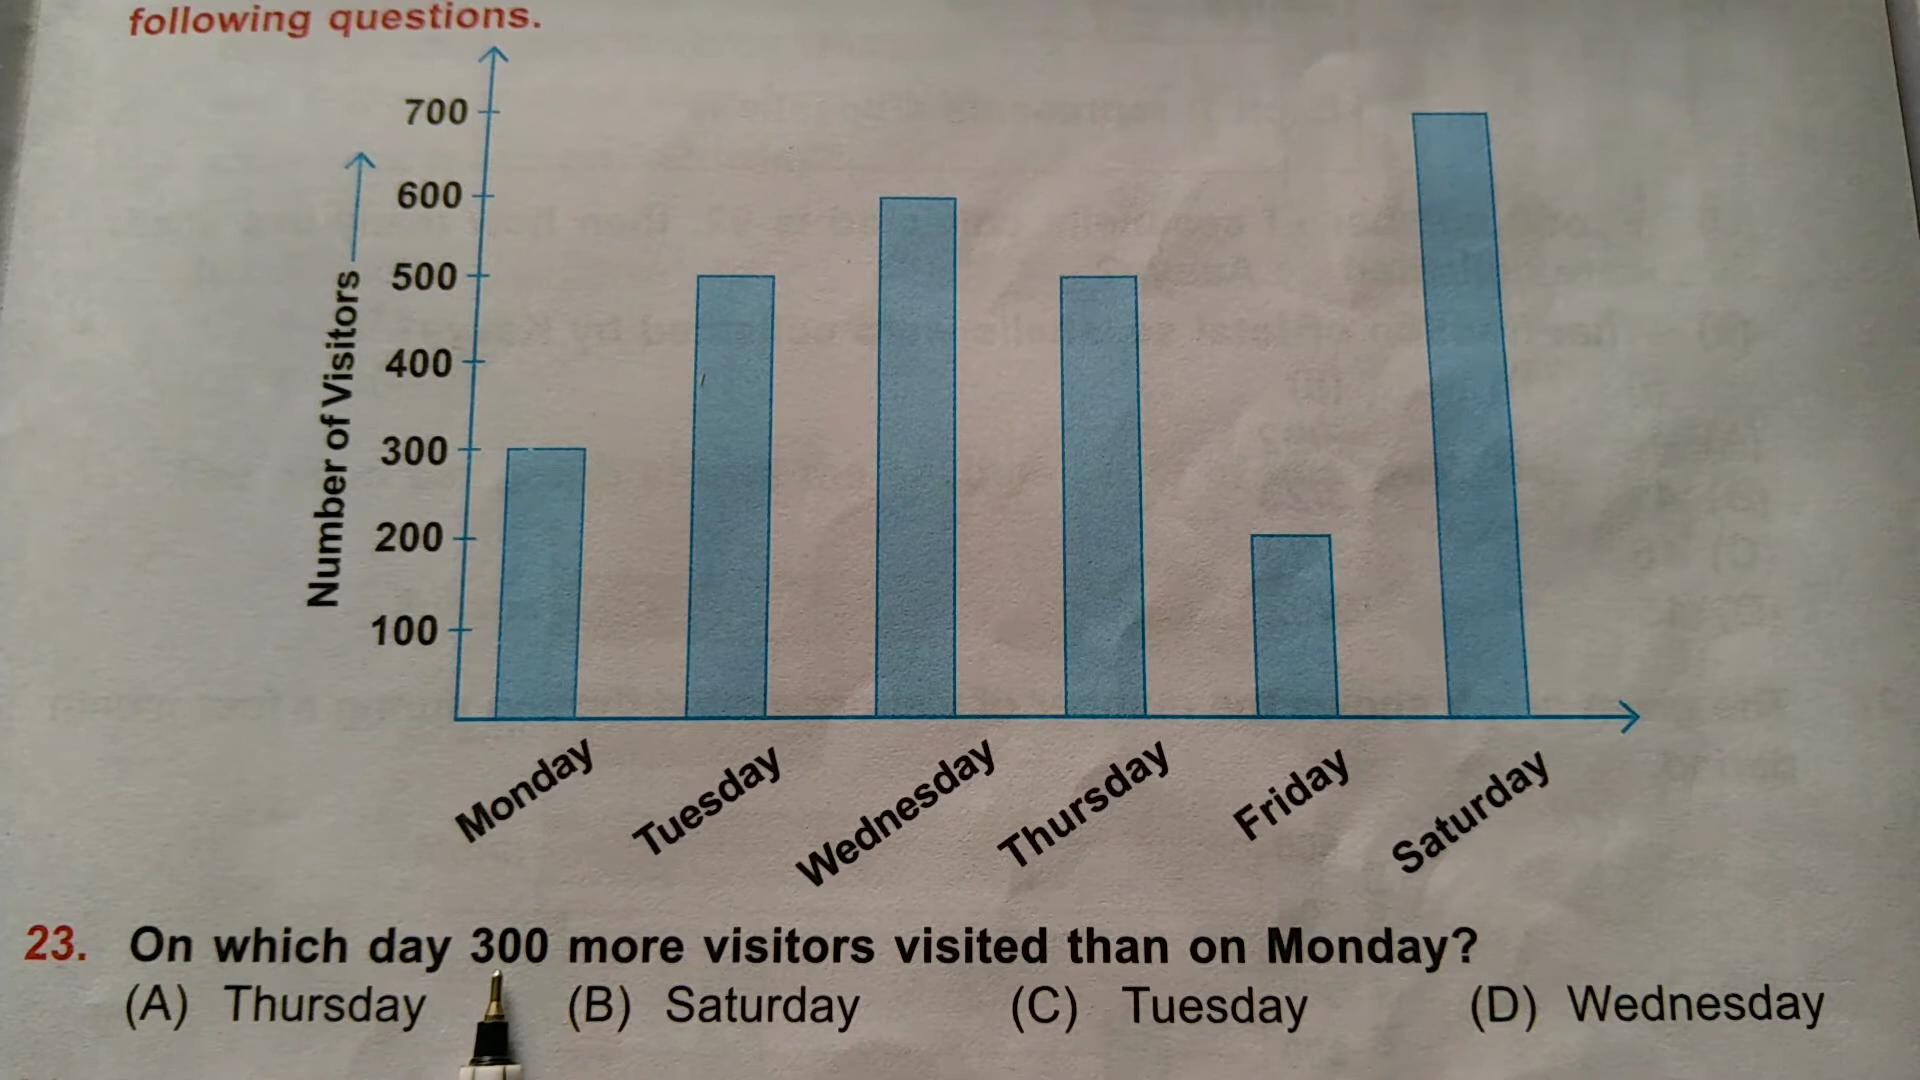 following questions.
700
600
500
400
300
200
100
Number of Visitors
Monday
Tuesday
Wednesday
Thursday
Friday
Saturday
23. On which day 300 more visitors visited than on Monday?
(A) Thursday (B) Saturday (C) Tuesday (D) Wednesday